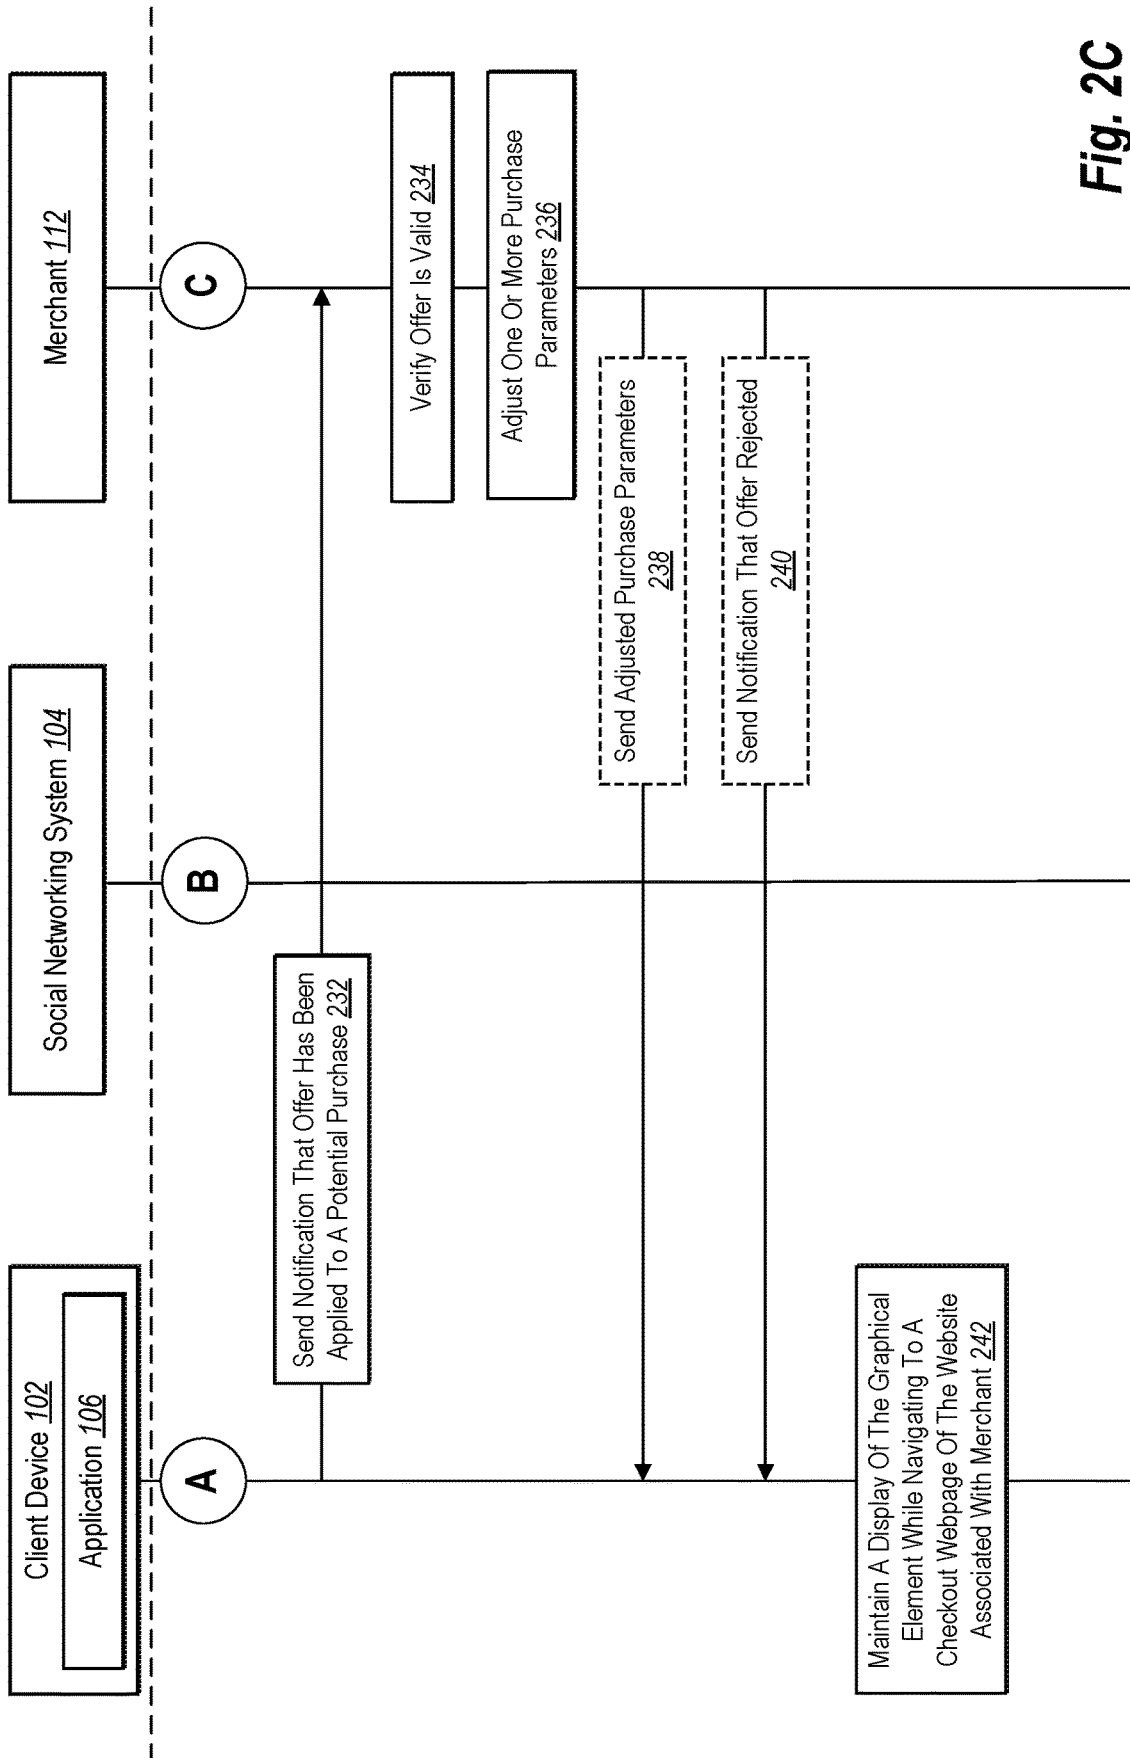 Client Device 102
Application 106
Social Networking System 104
Merchant 112
A
B
C
Send Notification That Offer Has Been
Applied To A Potential Purchase 232
Verify Offer Is Valid 234
Adjust One Or More Purchase
Parameters 236
Send Adjusted Purchase Parameters
238
Send Notification That Offer Rejected
240
Maintain A Display Of The Graphical
Element While Navigating To A
Checkout Webpage Of The Website
Associated With Merchant 242
Fig. 2C